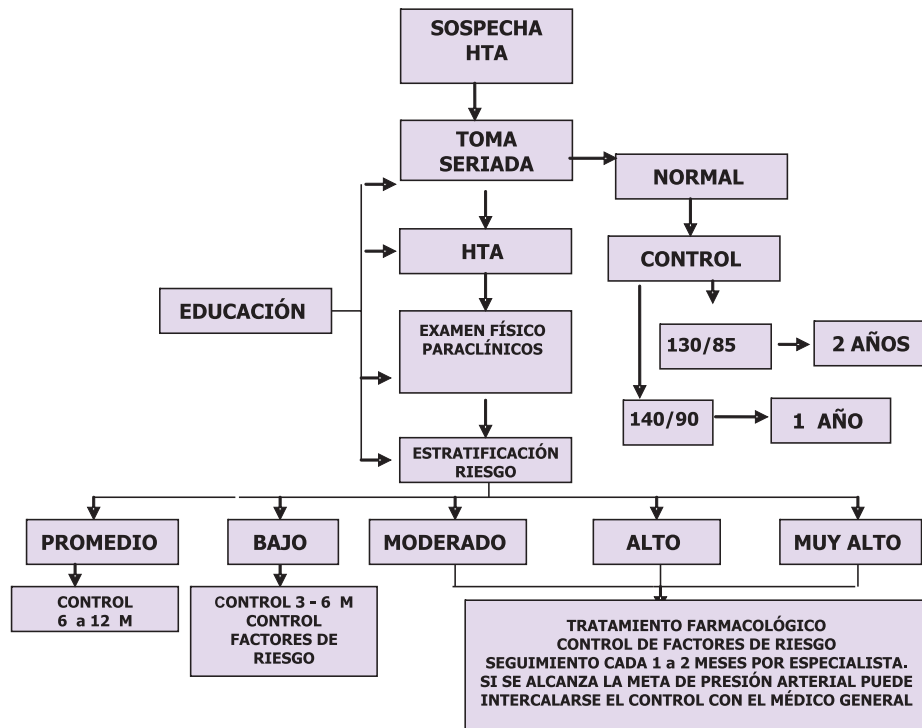 SOSPECHA
HTA
TOMA
SERIADA
NORMAL
HTA
CONTROL
EDUCACIÓN
EXAMEN FÍSICO
PARACLÍNICOS
130/85
2 AÑOS
140/90
1 AÑO
ESTRATIFICACIÓN
RIESGO
PROMEDIO
BAJO
MODERADO
ALTO
MUY ALTO
CONTROL
6 a 12 M
CONTROL 3 - 6 M
CONTROL
FACTORES DE
RIESGO
TRATAMIENTO FARMACOLÓGICO
CONTROL DE FACTORES DE RIESGO
SEGUIMIENTO CADA 1 a 2 MESES POR ESPECIALISTA.
SI SE ALCANZA LA META DE PRESIÓN ARTERIAL PUEDE
INTERCALARSE EL CONTROL CON EL MÉDICO GENERAL